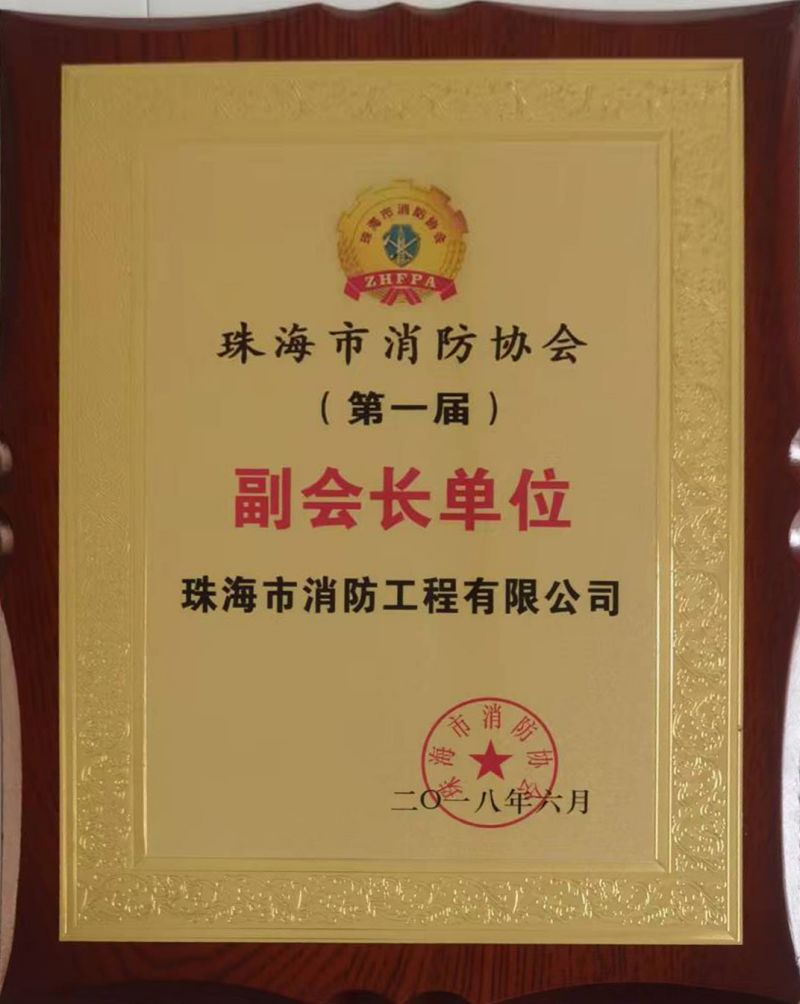 珠海市消防协会
ZHFPA
珠海市消防协会
（第一届）
副会长单位
珠海市消防工程有限公司
珠海市消防协会
二〇一八年六月